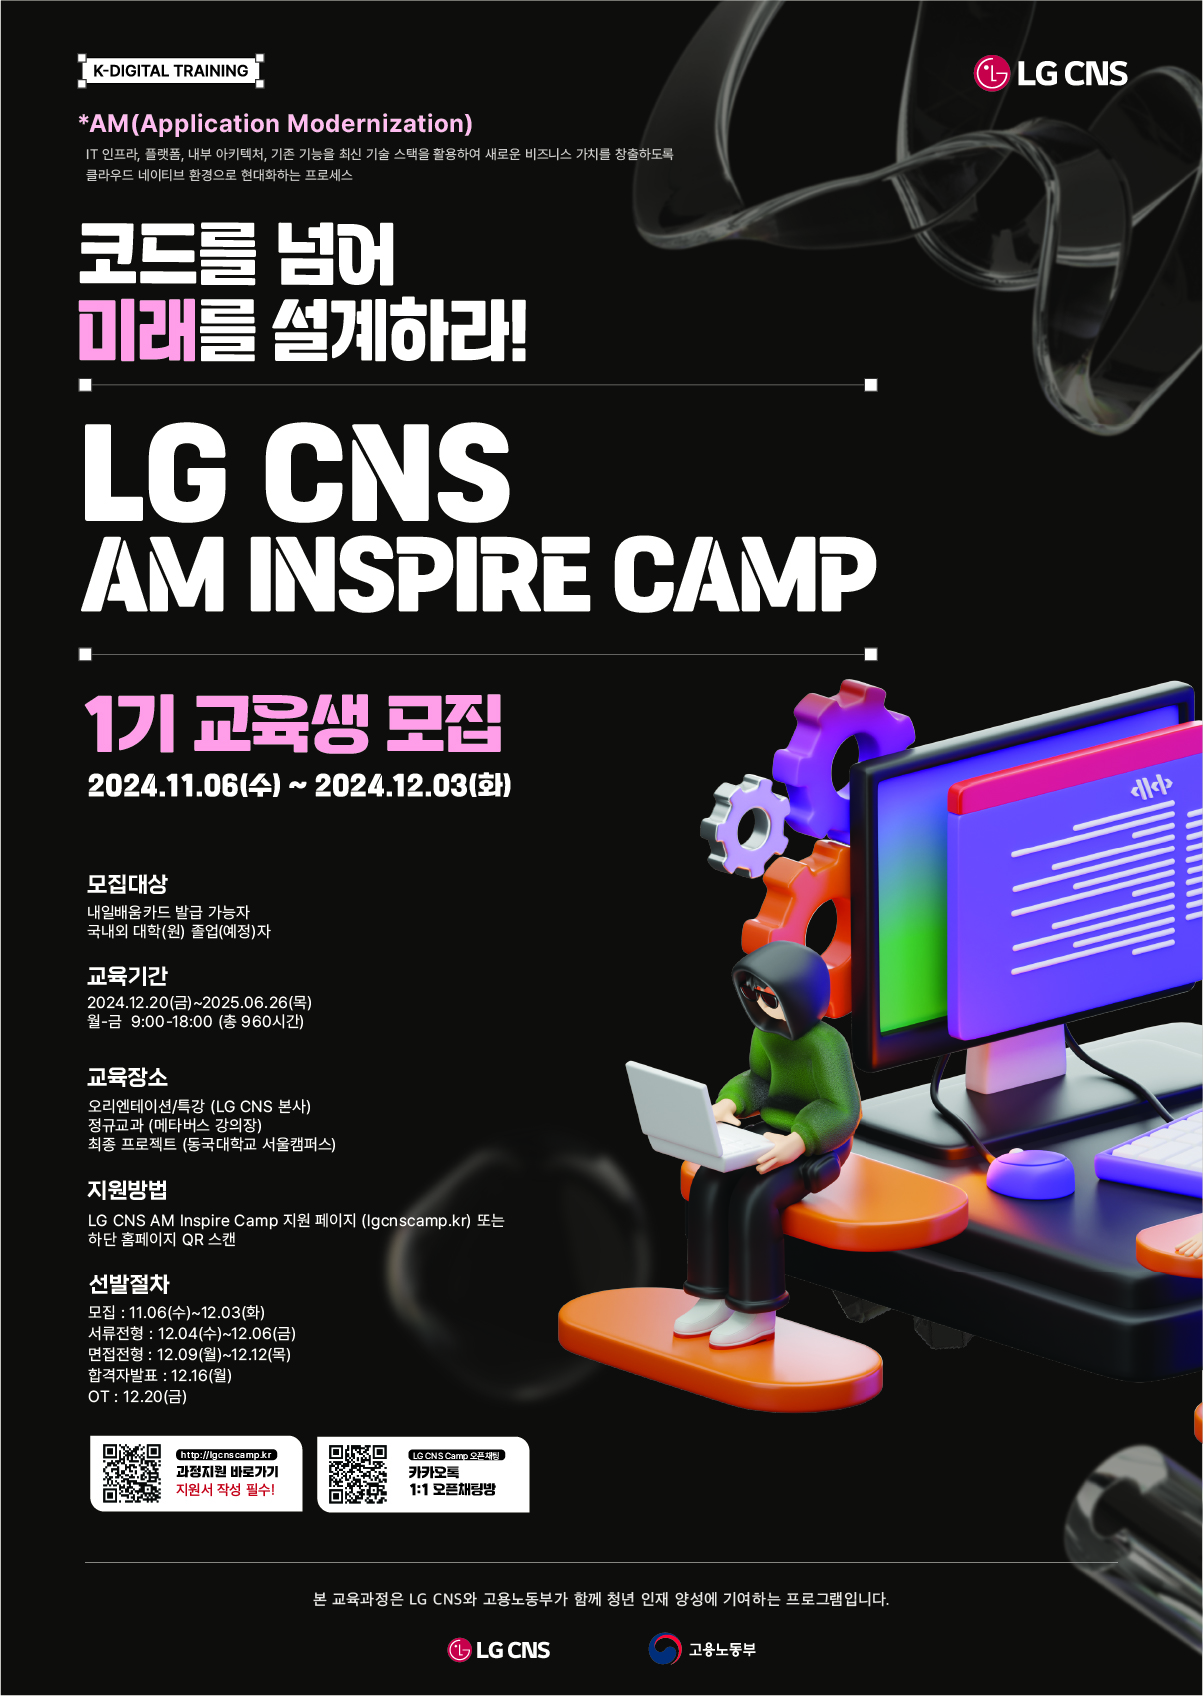 K-DIGITAL TRAINING
LG CNS
*AM(Application Modernization)
IT 인프라, 플랫폼, 내부 아키텍처, 기존 기능을 최신 기술 스택을 활용하여 새로운 비즈니스 가치를 창출하도록
클라우드 네이티브 환경으로 현대화하는 프로세스
코드를 넘어
미래를 설계하라!
LG CNS
AM INSPIRE CAMP
1기 교육생 모집
2024.11.06(수) ~ 2024.12.03(화)
모집대상
내일배움카드 발급 가능자
국내외 대학(원) 졸업(예정)자
교육기간
2024.12.20(금)~2025.06.26(목)
월-금 9:00-18:00 (총 960시간)
교육장소
오리엔테이션/특강 (LG CNS 본사)
정규교과 (메타버스 강의장)
최종 프로젝트 (동국대학교 서울캠퍼스)
지원방법
LG CNS AM Inspire Camp 지원 페이지 (lgcnscamp.kr) 또는
하단 홈페이지 QR 스캔
선발절차
모집 : 11.06(수)~12.03(화)
서류전형 : 12.04(수)~12.06(금)
면접전형 : 12.09(월)~12.12(목)
합격자발표 : 12.16(월)
OT : 12.20(금)
http://lgcnscamp.kr
과정지원 바로가기
지원서 작성 필수!
LG CNS Camp 오픈채팅
카카오톡
1:1 오픈채팅방
본 교육과정은 LG CNS와 고용노동부가 함께 청년 인재 양성에 기여하는 프로그램입니다.
LG CNS
고용노동부